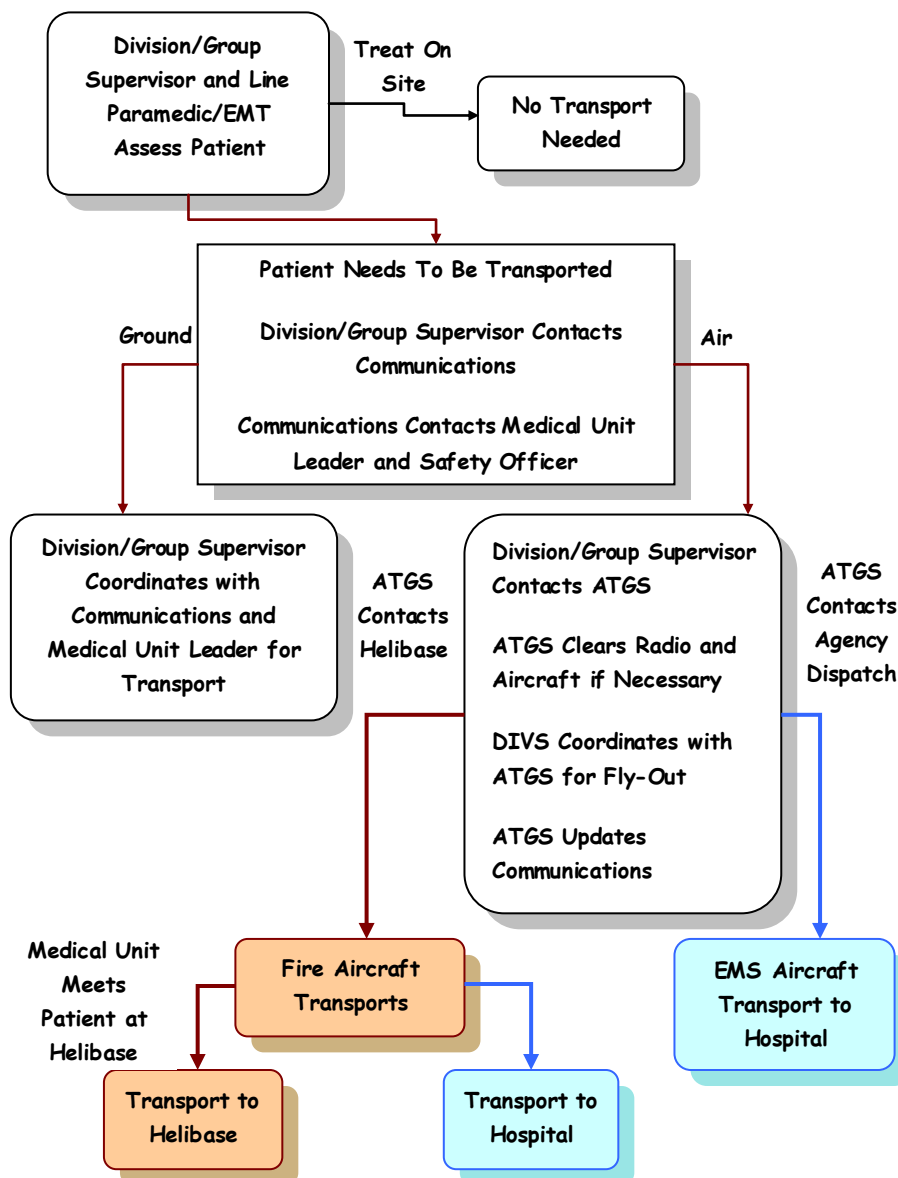 Division/Group
Supervisor and Line
Paramedic/EMT
Assess Patient
Treat On
Site
No Transport
Needed
Patient Needs To Be Transported
Division/Group Supervisor Contacts
Communications
Communications Contacts Medical Unit
Leader and Safety Officer
Ground
Air
Division/Group Supervisor
Coordinates with
Communications and
Medical Unit Leader for
Transport
ATGS
Contacts
Helibase
Division/Group Supervisor
Contacts ATGS
ATGS Clears Radio and
Aircraft if Necessary
DIVS Coordinates with
ATGS for Fly-Out
ATGS Updates
Communications
ATGS
Contacts
Agency
Dispatch
Medical Unit
Meets
Patient at
Helibase
Fire Aircraft
Transports
EMS Aircraft
Transport to
Hospital
Transport to
Helibase
Transport to
Hospital